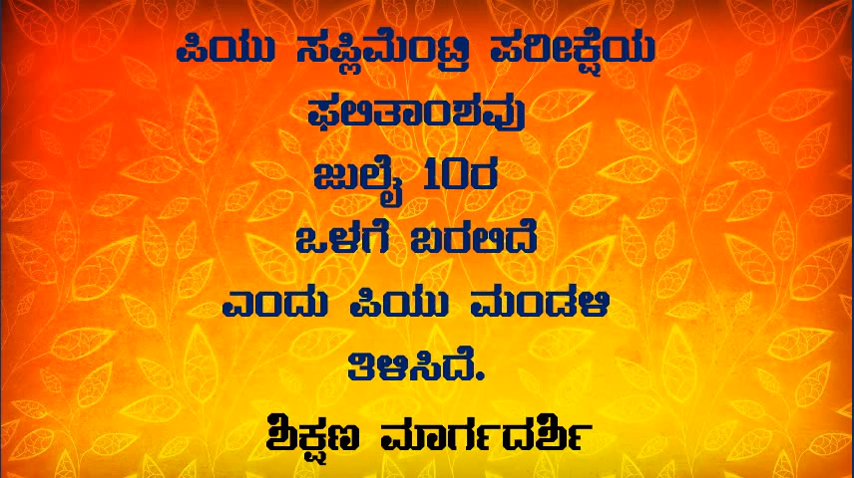 ಪಿಯು ಸಪ್ಲಿಮೆಂಟ್ರಿ ಪರೀಕ್ಷೆಯ
ಫಲಿತಾಂಶವು
ಜುಲೈ 10ರ
ಒಳಗೆ ಬರಲಿದೆ
ಎಂದು ಪಿಯು ಮಂಡಳಿ
ತಿಳಿಸಿದೆ.
ಶಿಕ್ಷಣ ಮಾರ್ಗದರ್ಶಿ